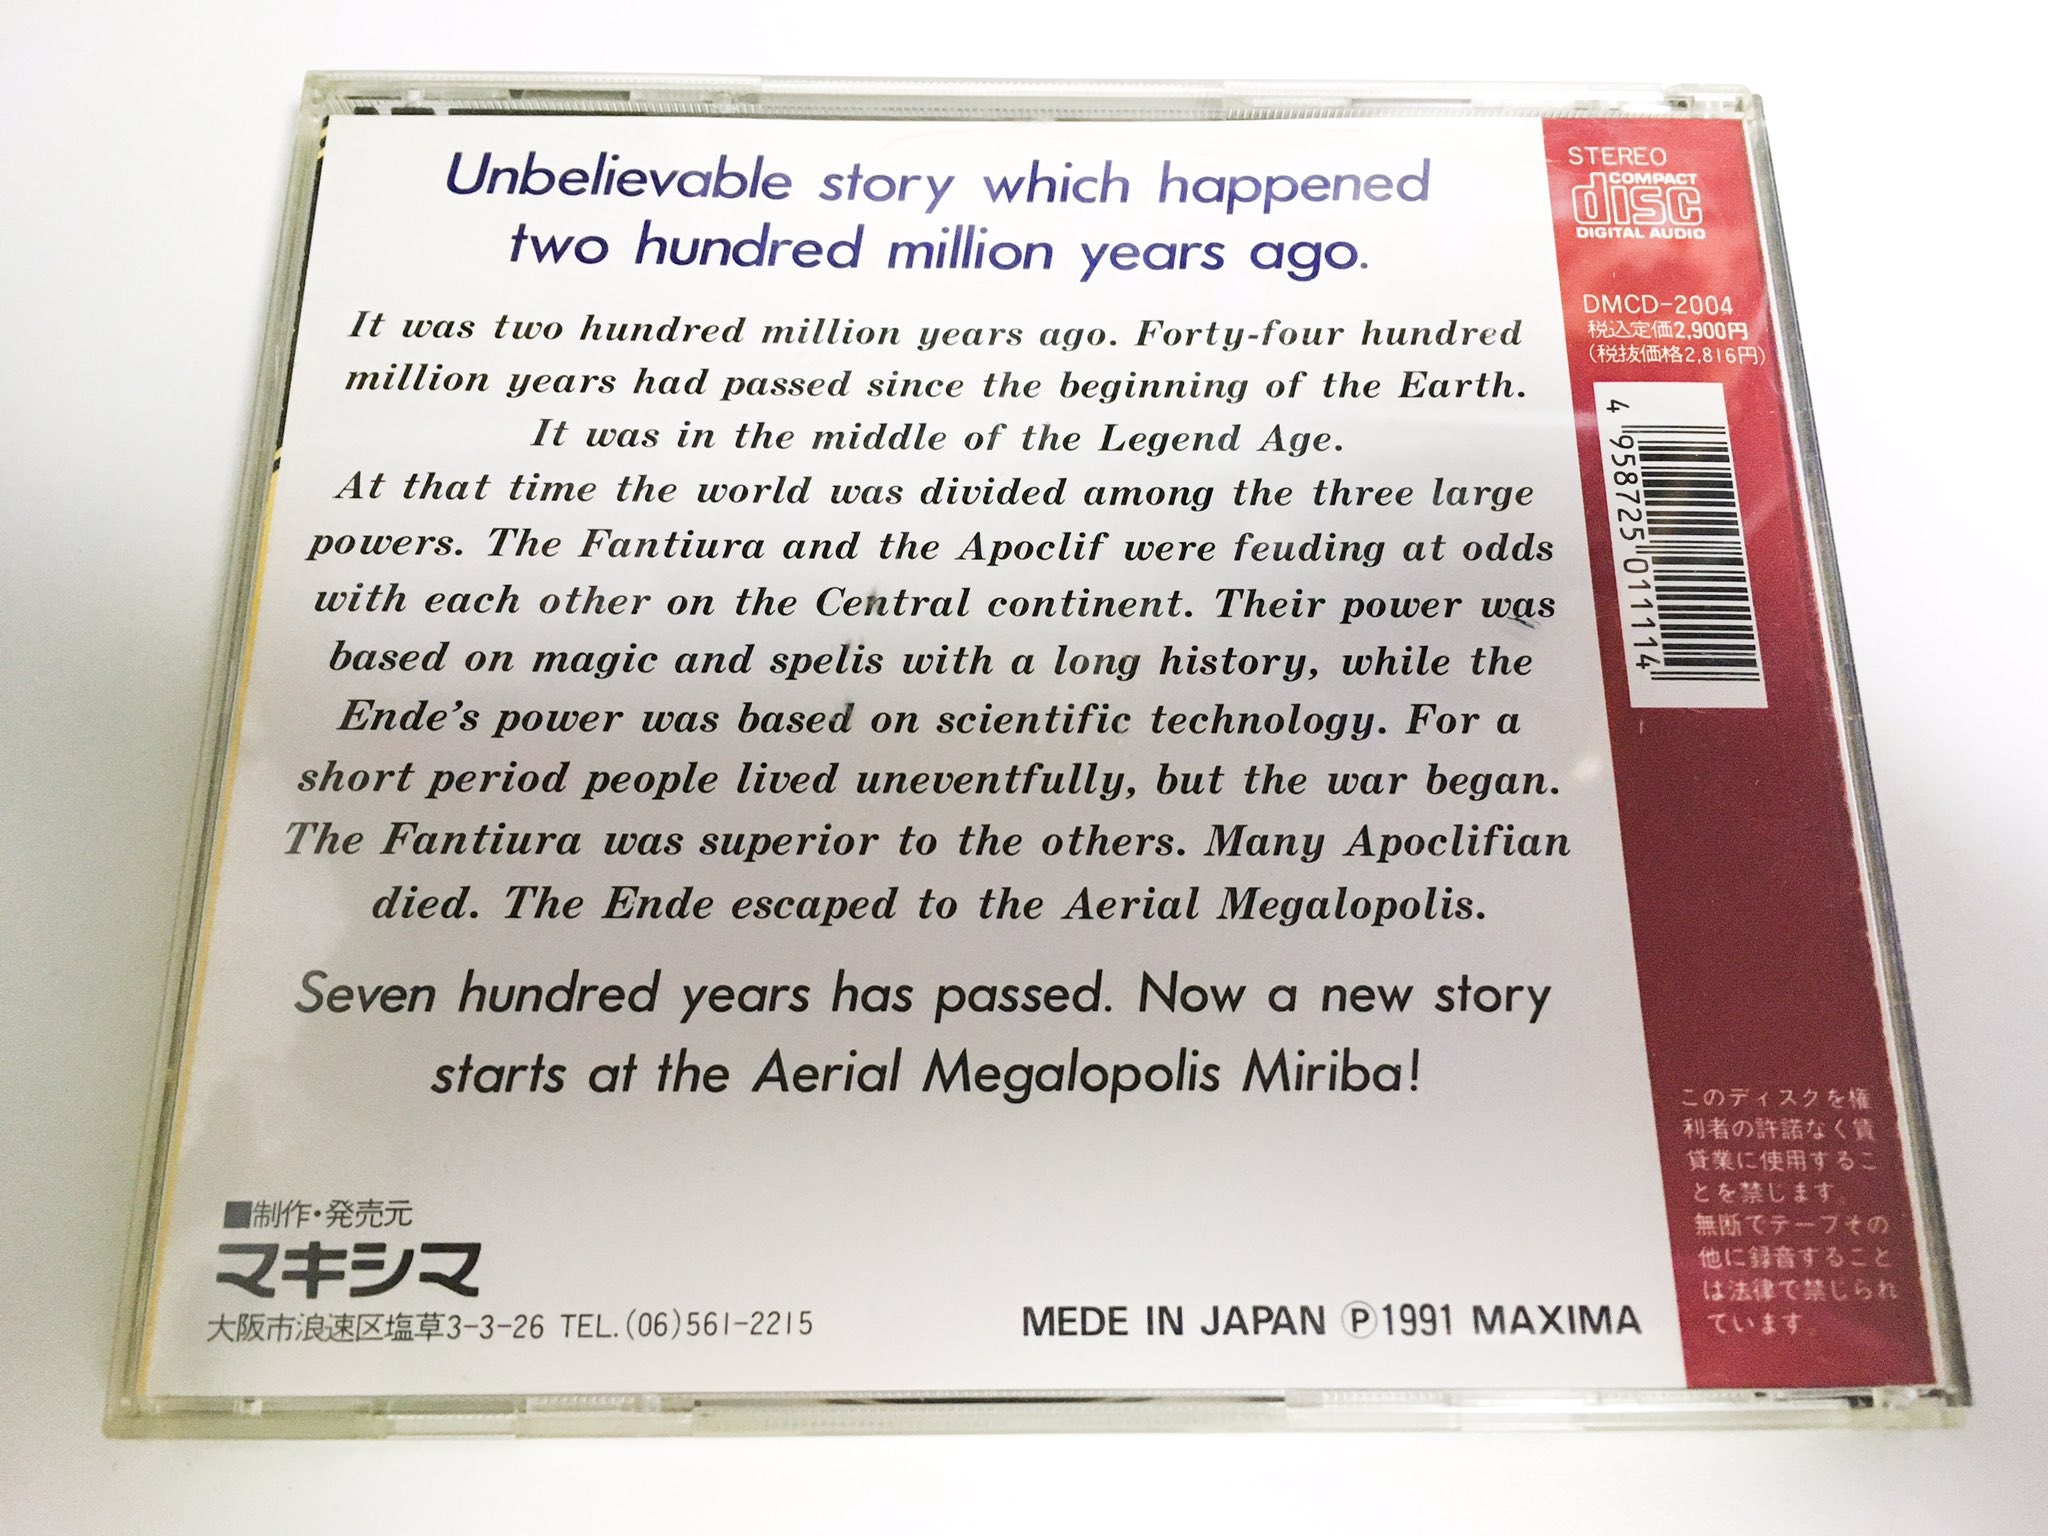 Unbelievable story which happened
two hundred million years ago.
It was two hundred million years ago. Forty-four hundred
million years had passed since the beginning of the Earth.
It was in the middle of the Legend Age.
At that time the world was divided among the three large
powers. The Fantiura and the Apoclif were feuding at odds
with each other on the Central continent. Their power was
based on magic and spelis with a long history, while the
Ende's power was based on scientific technology. For a
short period people lived uneventfully, but the war began.
The Fantiura was superior to the others. Many Apoclifian
died. The Ende escaped to the Aerial Megalopolis.
Seven hundred years has passed. Now a new story
starts at the Aerial Megalopolis Miriba!
■制作・発売元
マキシマ
大阪市浪速区塩草3-3-26 TEL.(06)561-2215
MEDE IN JAPAN Ⓟ1991 MAXIMA
STEREO
COMPACT
disc
DIGITAL AUDIO
DMCD-2004
税込定価2,900円
(税抜価格2,816円)
4 958725 011114
このディスクを権
利者の許諾なく賃
貸業に使用するこ
とを禁じます。
無断でテープその
他に録音すること
は法律で禁じられ
ています。